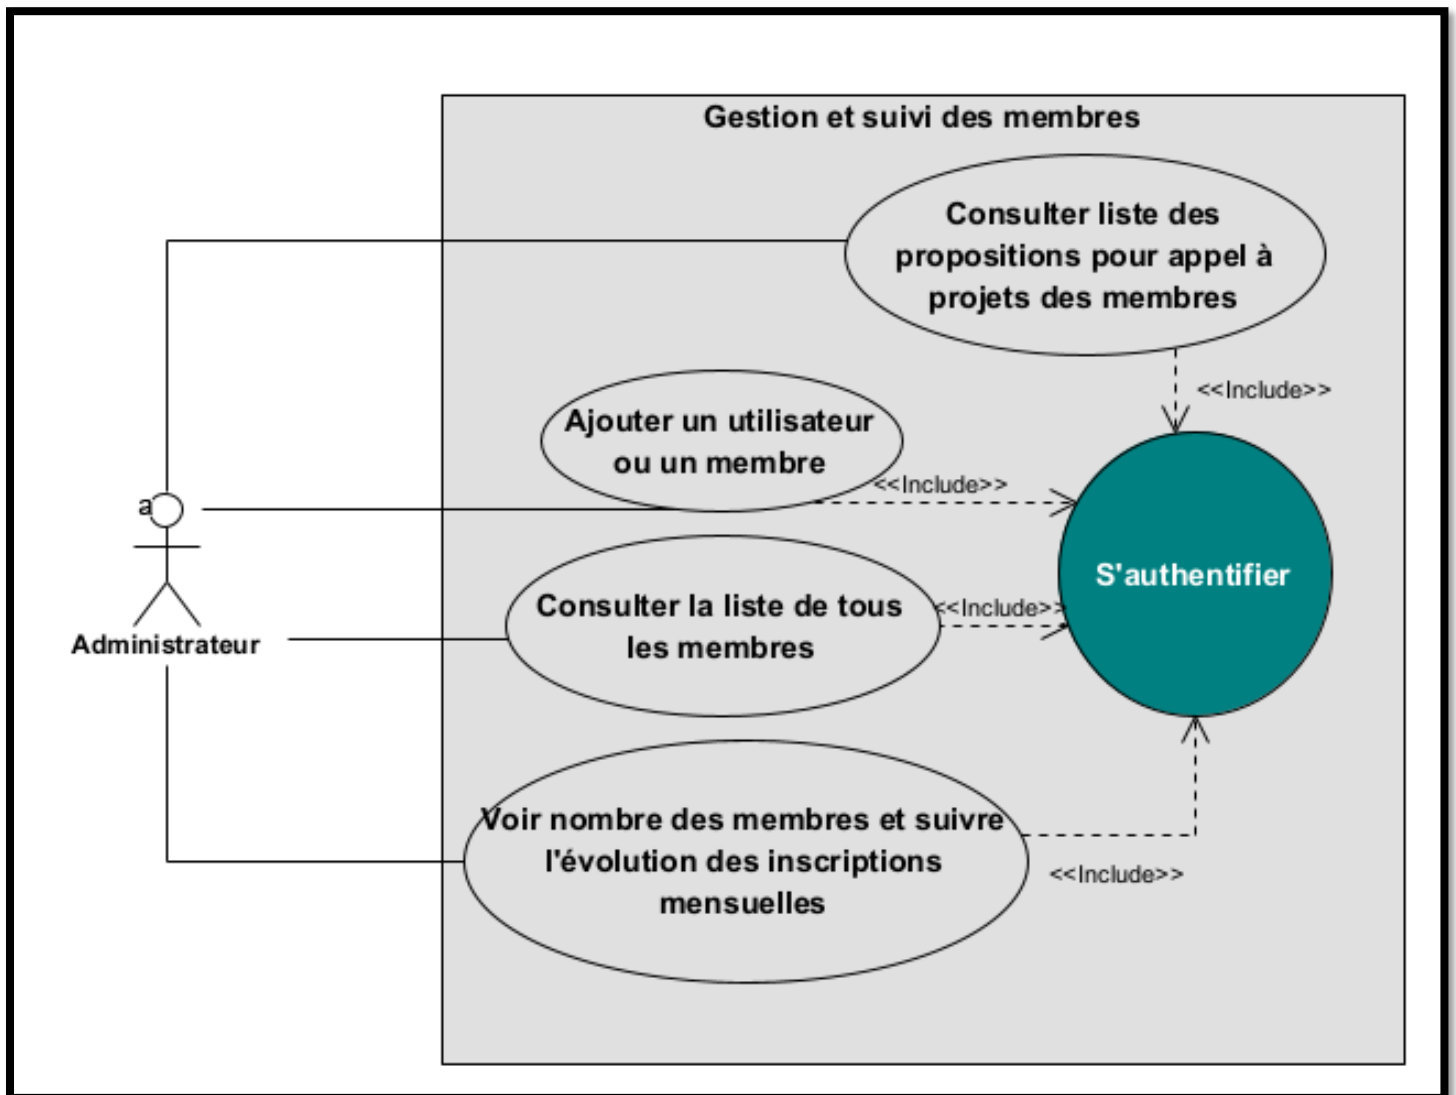 Gestion et suivi des membres
Consulter liste des
propositions pour appel à
projets des membres
<<Include>>
Ajouter un utilisateur
ou un membre
<<Include>>
a
S'authentifier
Consulter la liste de tous
les membres
<<Include>>
Administrateur
Voir nombre des membres et suivre
l'évolution des inscriptions
mensuelles
<<Include>>